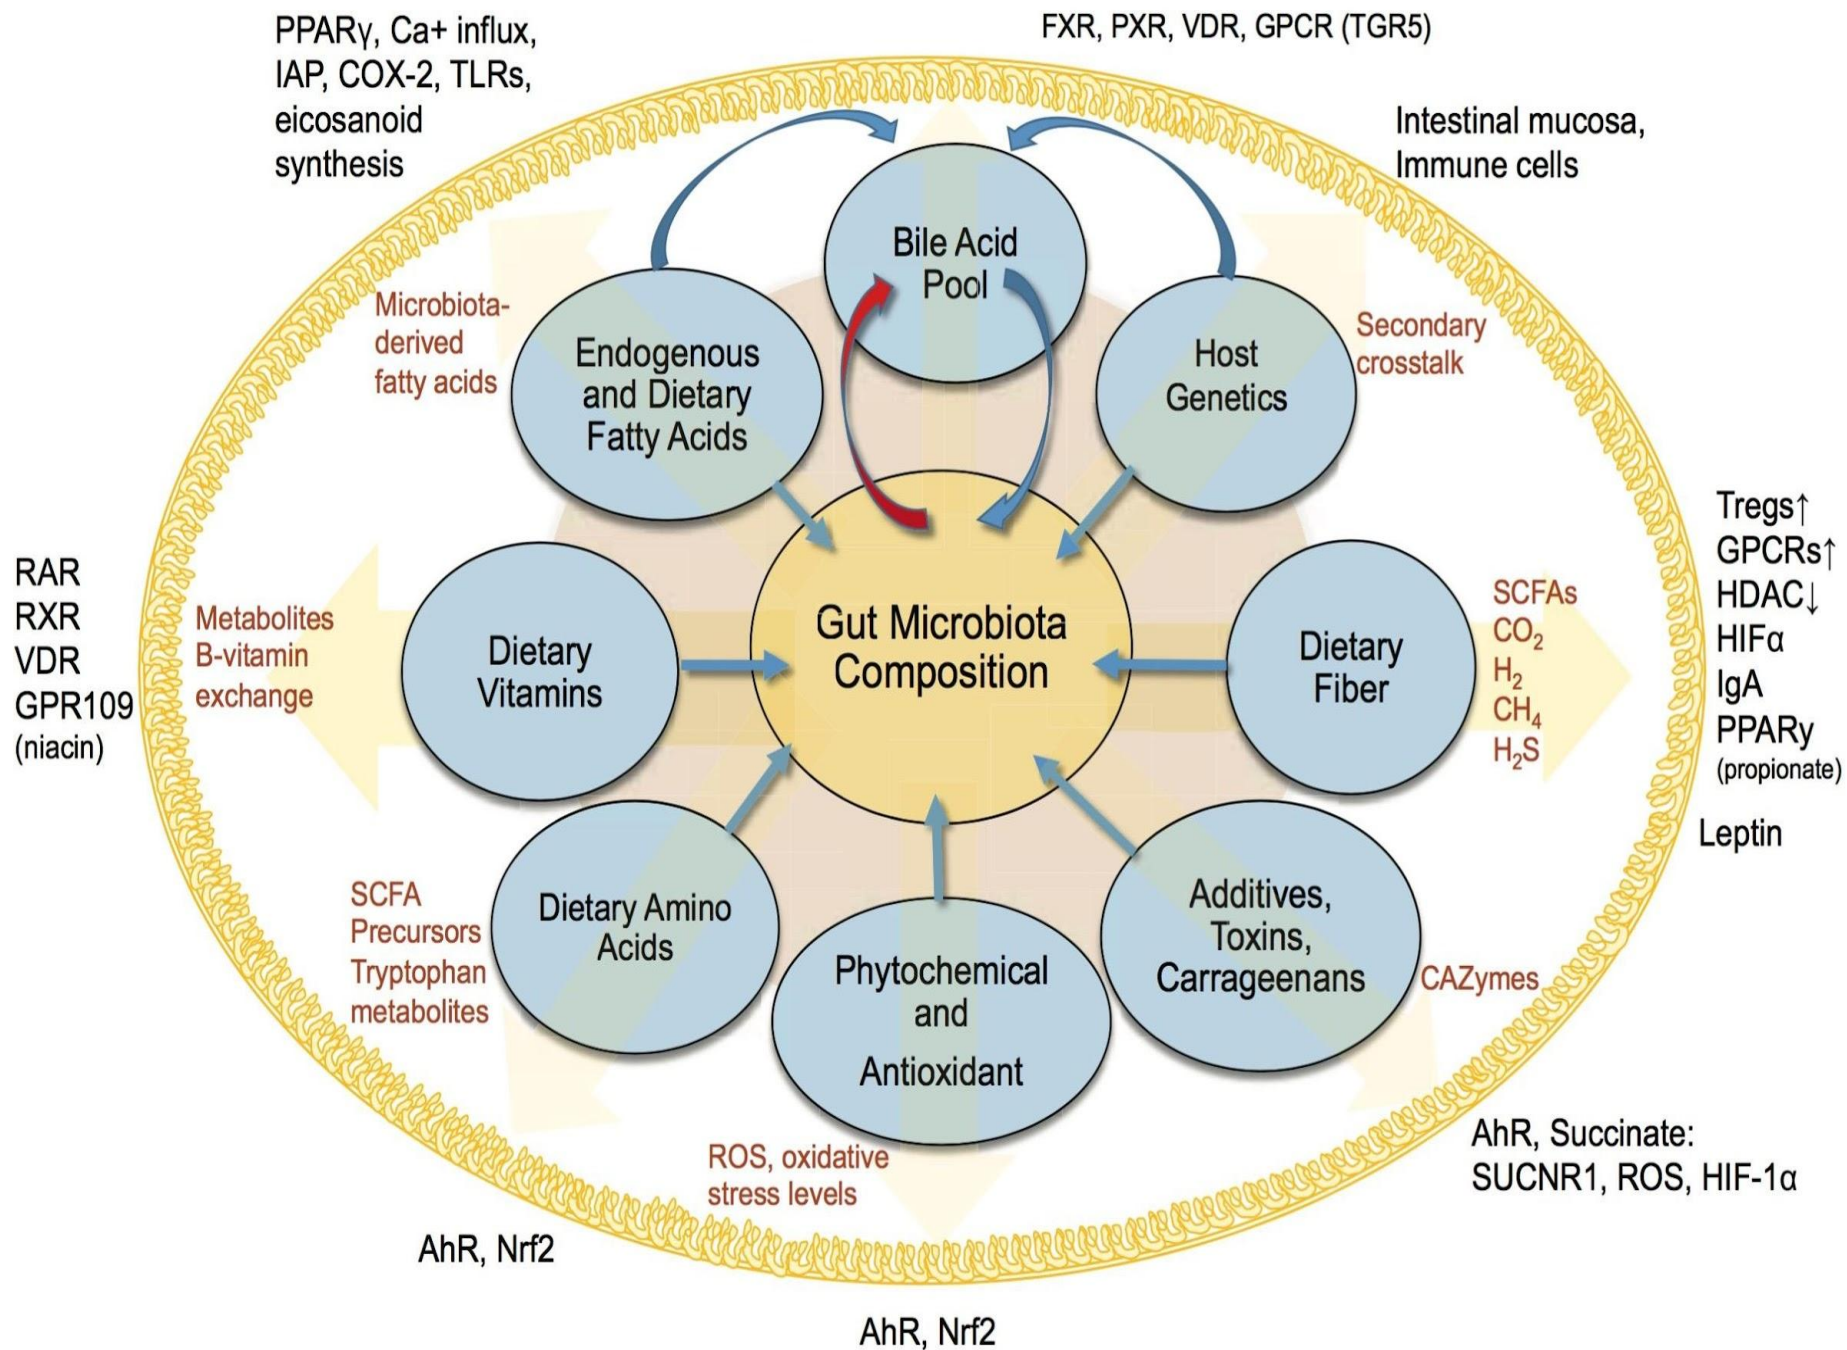 PPARγ, Ca+ influx,
IAP, COX-2, TLRs,
eicosanoid
synthesis
FXR, PXR, VDR, GPCR (TGR5)
Intestinal mucosa,
Immune cells
Bile Acid
Pool
Microbiota-
derived
fatty acids
Endogenous
and Dietary
Fatty Acids
Host
Genetics
Secondary
crosstalk
RAR
RXR
VDR
GPR109
(niacin)
Metabolites
B-vitamin
exchange
Dietary
Vitamins
Gut Microbiota
Composition
Dietary
Fiber
SCFAs
CO₂
H₂
CH₄
H₂S
Tregs↑
GPCRs↑
HDAC↓
HIFα
IgA
PPARy
(propionate)
Leptin
SCFA
Precursors
Tryptophan
metabolites
Dietary Amino
Acids
Phytochemical
and
Antioxidant
Additives,
Toxins,
Carrageenans
CAZymes
ROS, oxidative
stress levels
AhR, Succinate:
SUCNR1, ROS, HIF-1α
AhR, Nrf2
AhR, Nrf2